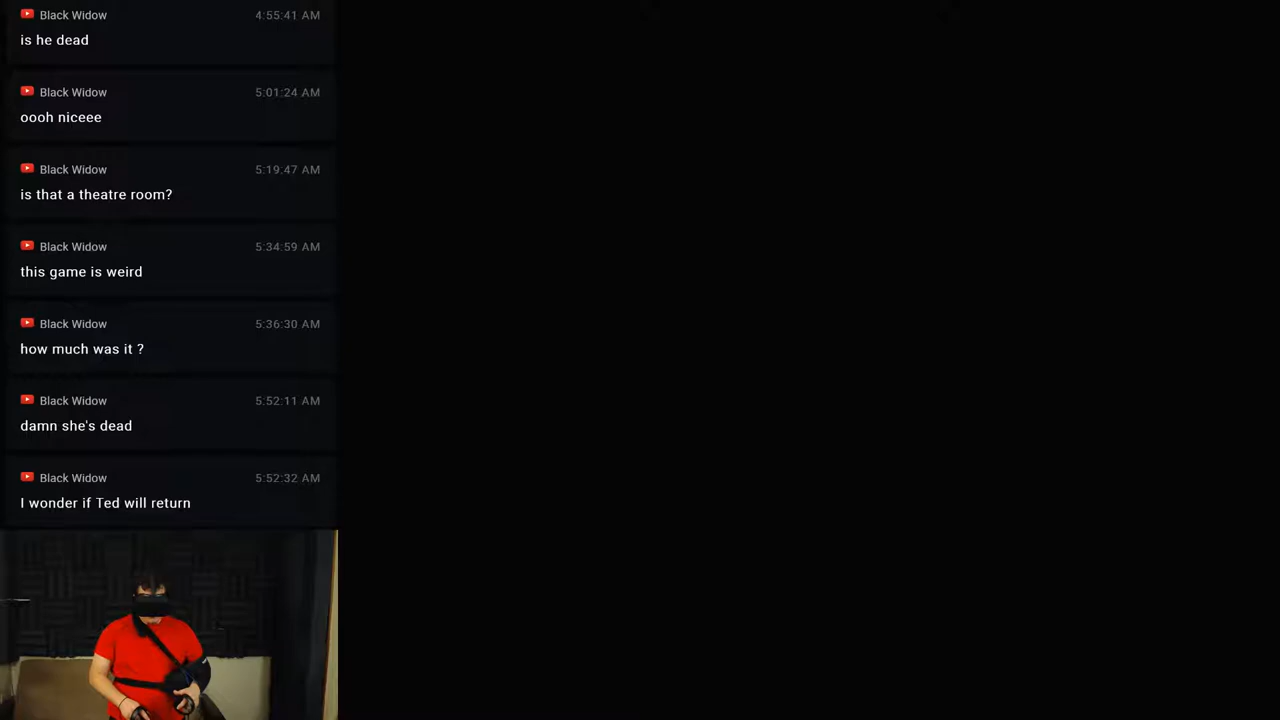 Black Widow 4:55:41 AM
is he dead
Black Widow 5:01:24 AM
oooh niceee
Black Widow 5:19:47 AM
is that a theatre room?
Black Widow 5:34:59 AM
this game is weird
Black Widow 5:36:30 AM
how much was it ?
Black Widow 5:52:11 AM
damn she's dead
Black Widow 5:52:32 AM
I wonder if Ted will return